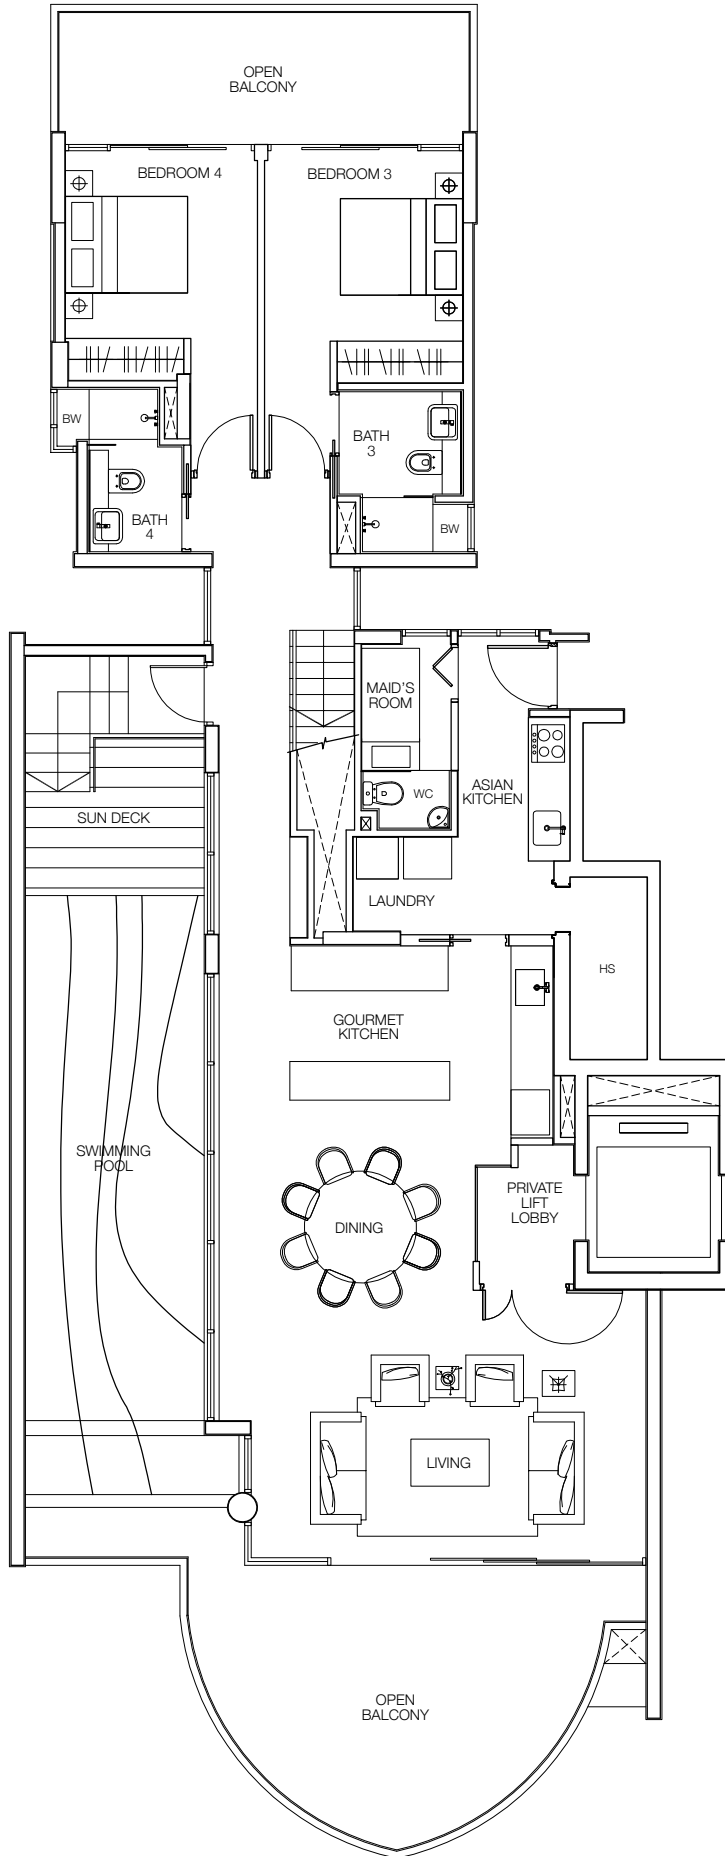 OPEN
BALCONY
BEDROOM 4
BEDROOM 3
BW
BATH
3
BATH
4
BW
MAID'S
ROOM
WC
ASIAN
KITCHEN
SUN DECK
LAUNDRY
HS
GOURMET
KITCHEN
SWIMMING
POOL
PRIVATE
LIFT
LOBBY
DINING
LIVING
OPEN
BALCONY